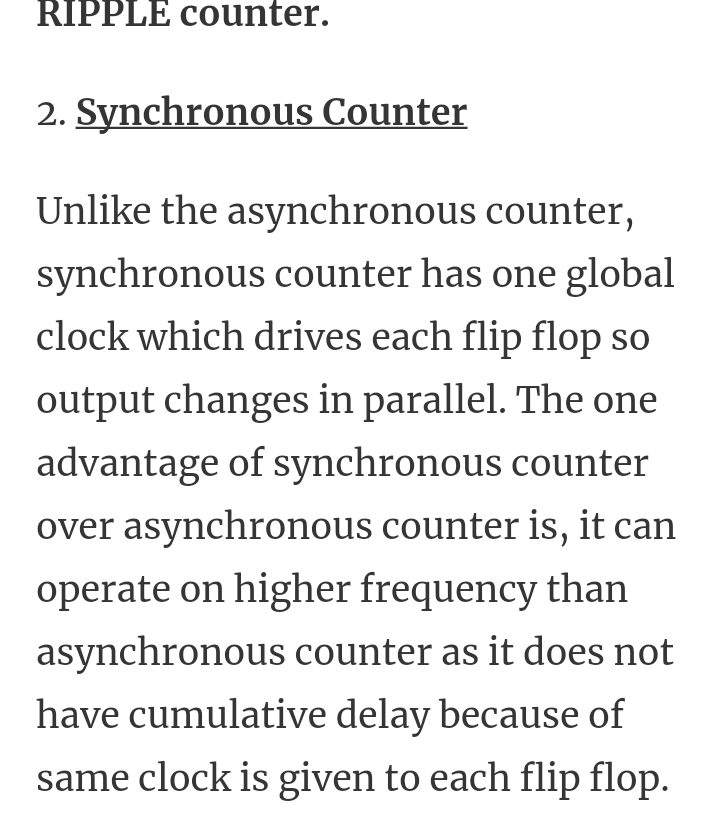 RIPPLE counter.
2. Synchronous Counter
Unlike the asynchronous counter,
synchronous counter has one global
clock which drives each flip flop so
output changes in parallel. The one
advantage of synchronous counter
over asynchronous counter is, it can
operate on higher frequency than
asynchronous counter as it does not
have cumulative delay because of
same clock is given to each flip flop.